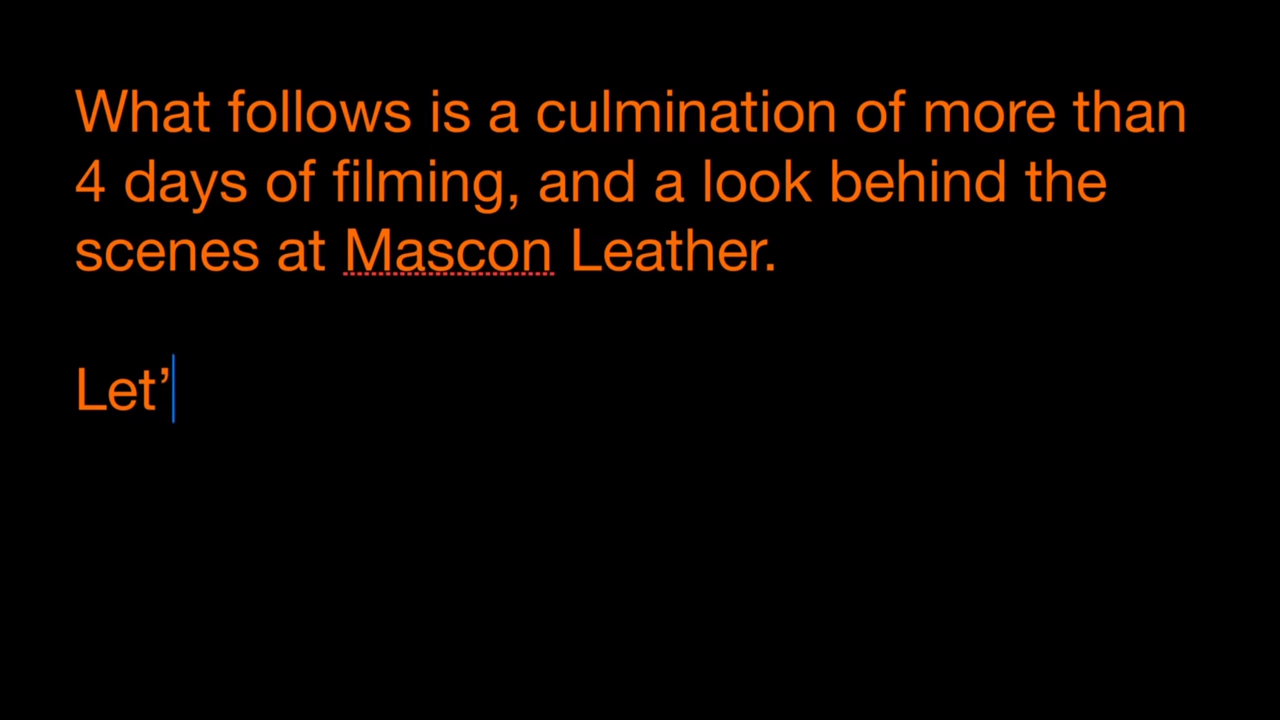 What follows is a culmination of more than
4 days of filming, and a look behind the
scenes at Mascon Leather.
Let’